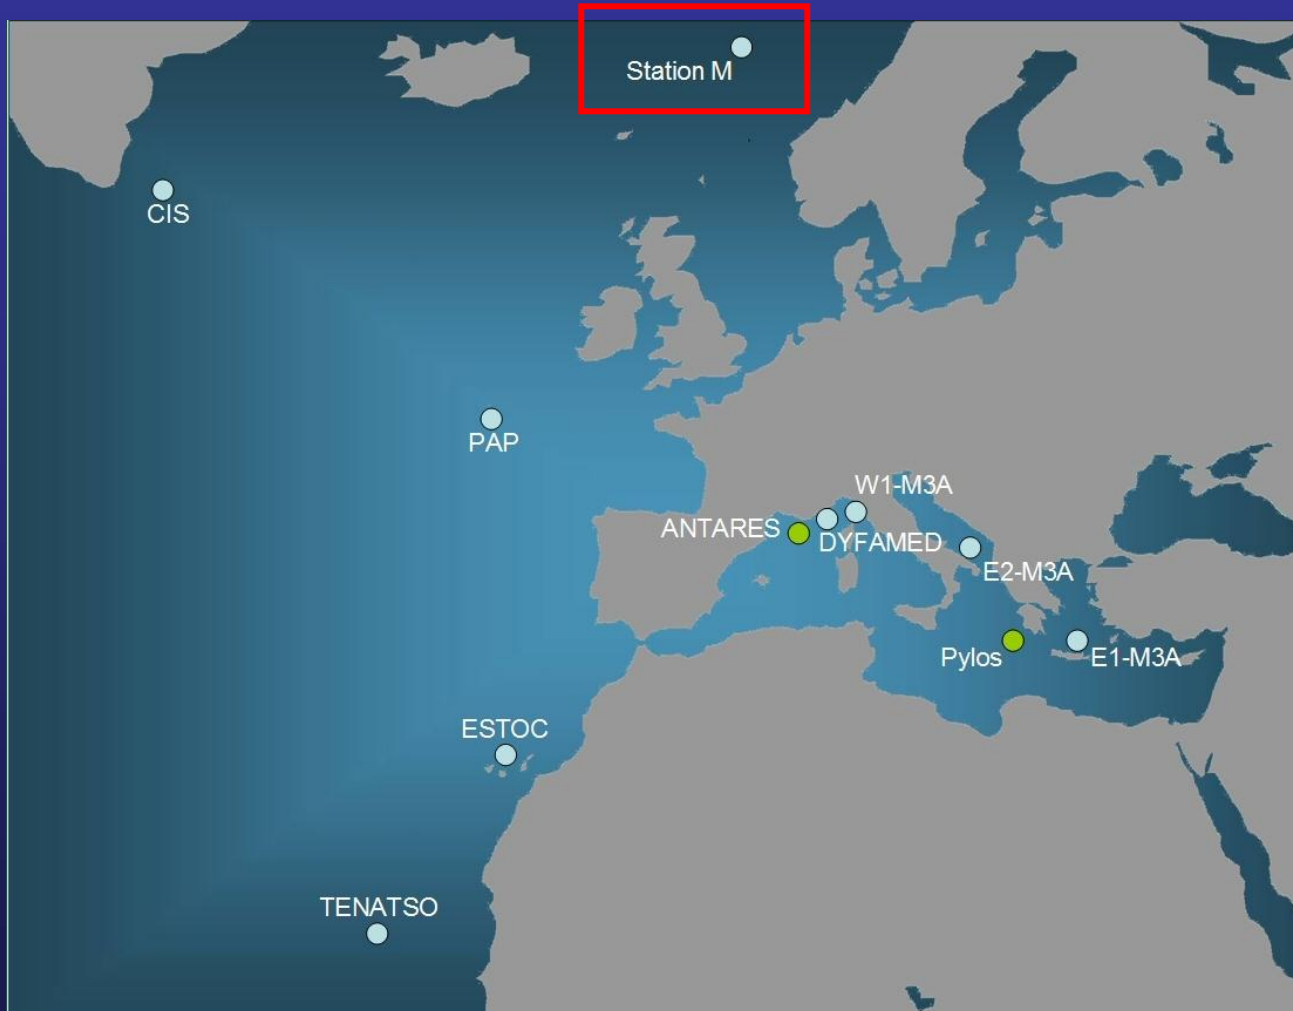 Station M
CIS
PAP
W1-M3A
ANTARES
DYFAMED
E2-M3A
Pylos
E1-M3A
ESTOC
TENATSO